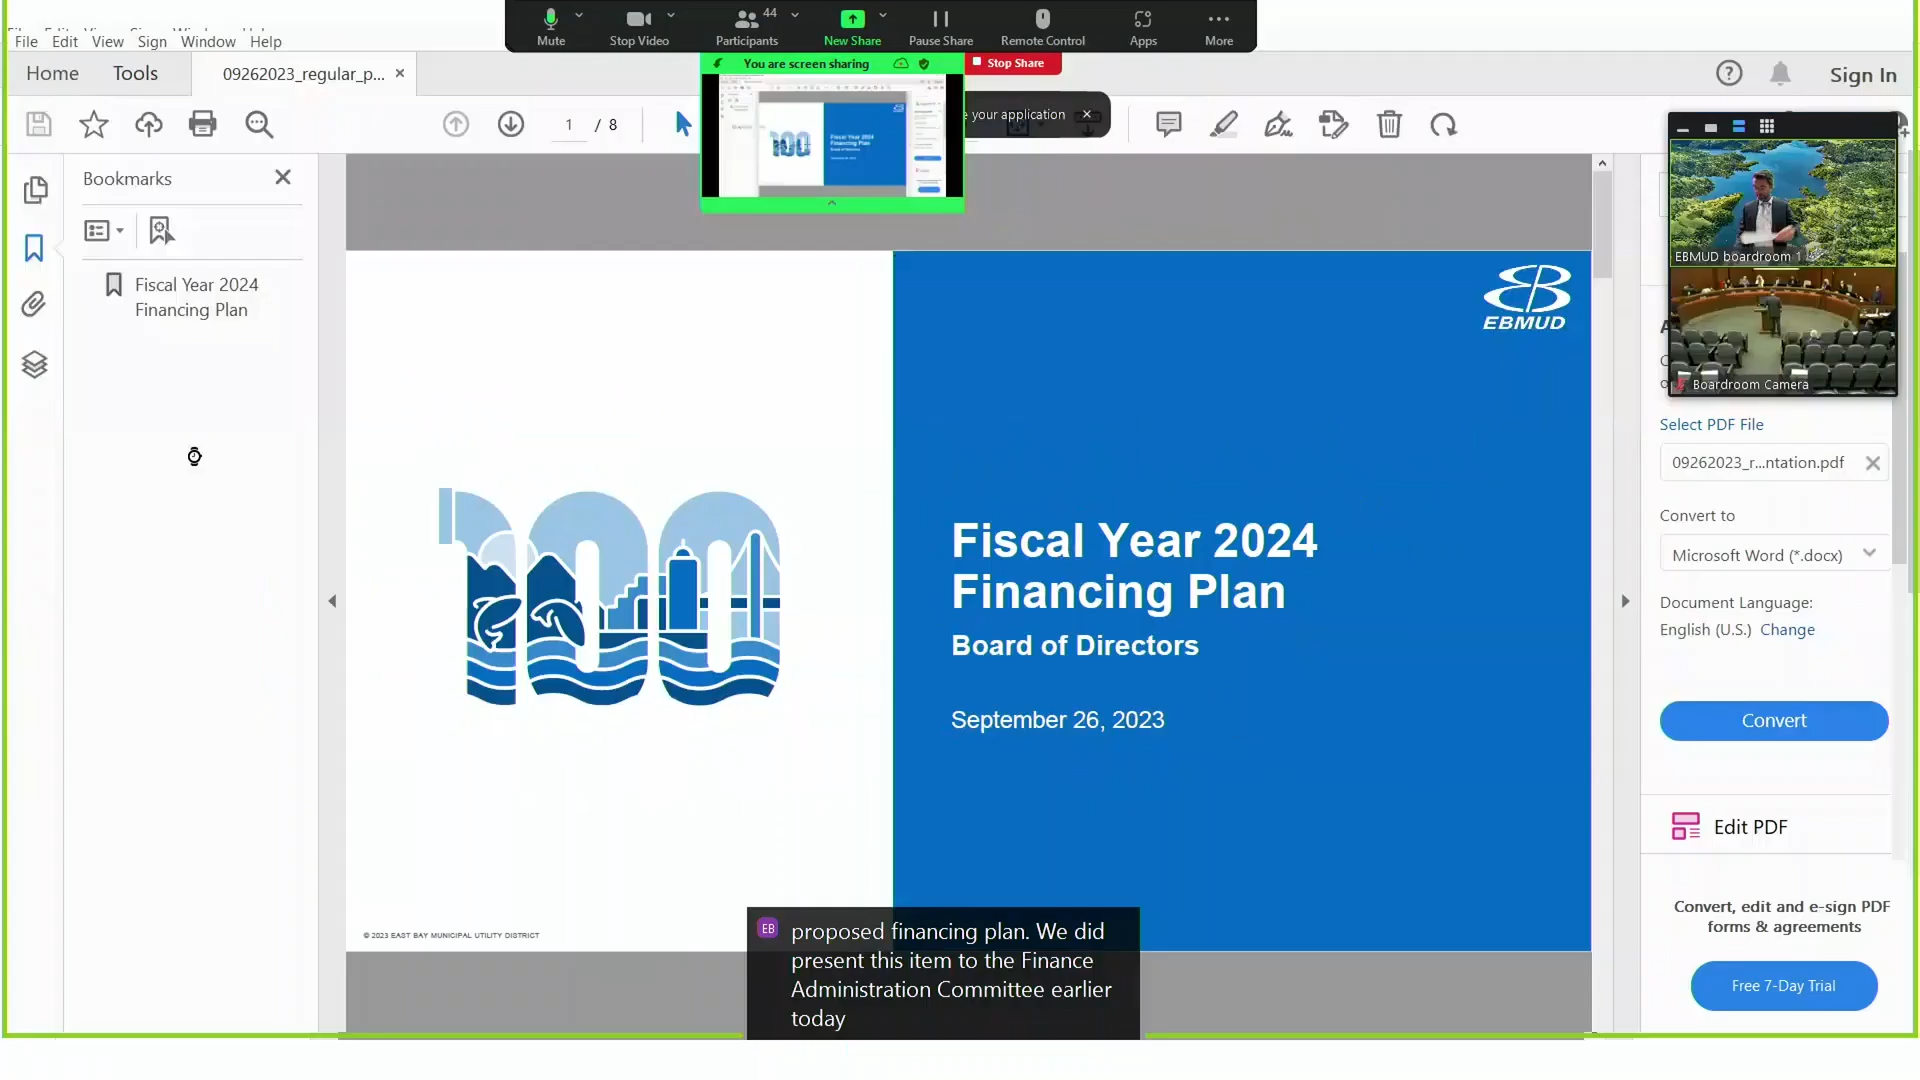 Mute
Stop Video
44
Participants
New Share
Pause Share
Remote Control
Apps
More
File Edit View Sign Window Help
You are screen sharing
Stop Share
Home
Tools
09262023_regular_p...
Sign In
e your application
1 / 8
Bookmarks
Fiscal Year 2024
Financing Plan
EBMUD boardroom 1
Boardroom Camera
EBMUD
100
Fiscal Year 2024
Financing Plan
Board of Directors
September 26, 2023
© 2023 EAST BAY MUNICIPAL UTILITY DISTRICT
Select PDF File
09262023_r...ntation.pdf
Convert to
Microsoft Word (*.docx)
Document Language:
English (U.S.) Change
Convert
Edit PDF
Convert, edit and e-sign PDF
forms & agreements
Free 7-Day Trial
EB
proposed financing plan. We did
present this item to the Finance
Administration Committee earlier
today